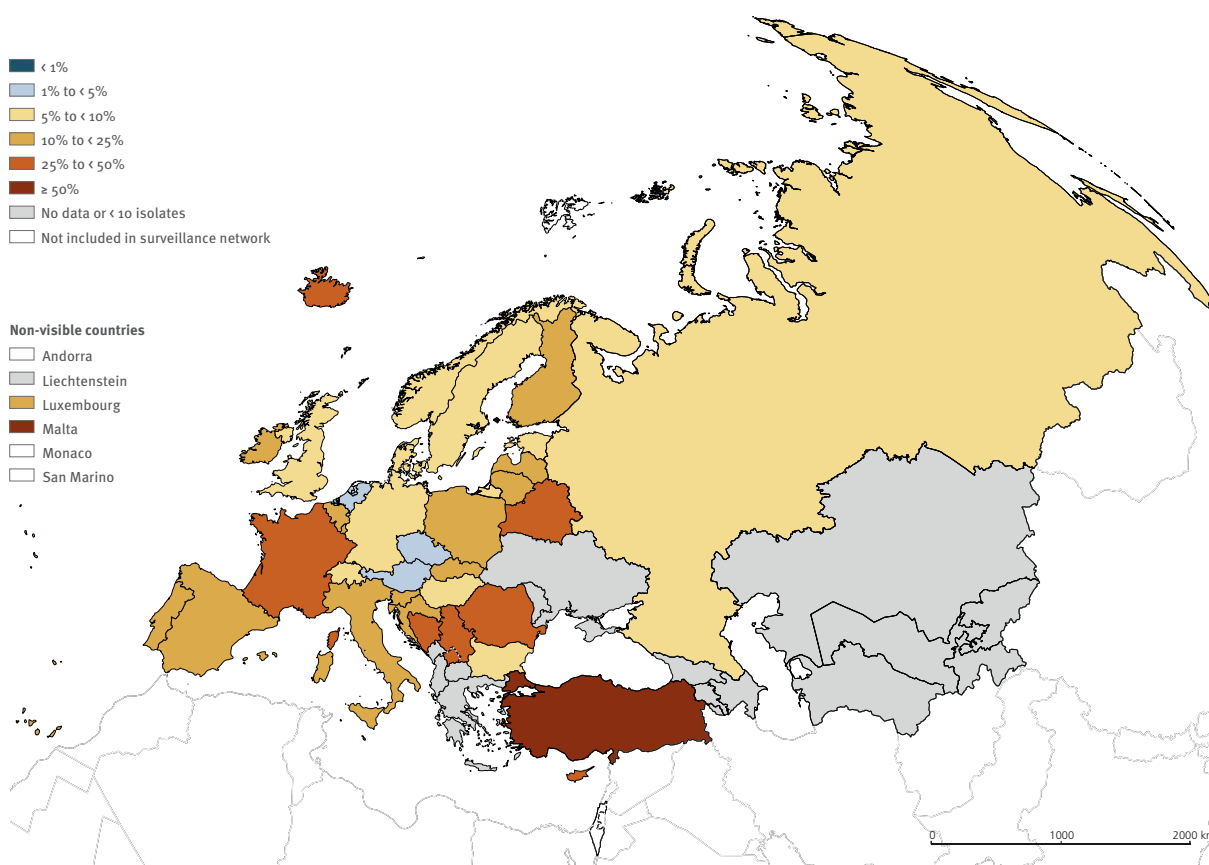 < 1%
1% to < 5%
5% to < 10%
10% to < 25%
25% to < 50%
≥ 50%
No data or < 10 isolates
Not included in surveillance network
Non-visible countries
Andorra
Liechtenstein
Luxembourg
Malta
Monaco
San Marino
0 1000 2000 km